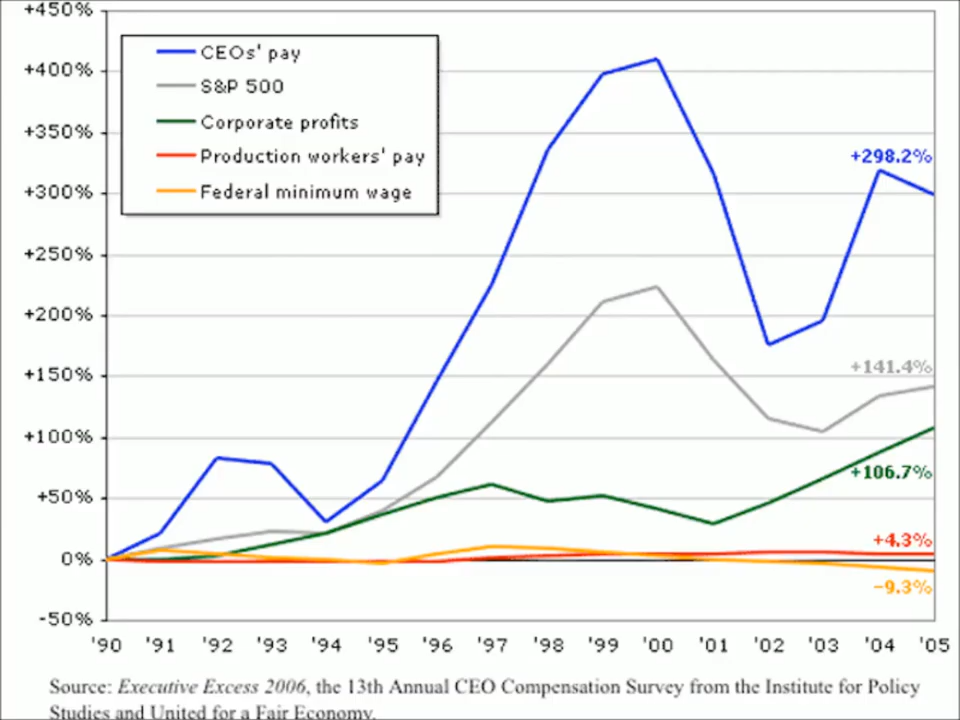 +450%
+400%
+350%
+300%
+250%
+200%
+150%
+100%
+50%
0%
-50%
CEOs' pay
S&P 500
Corporate profits
Production workers' pay
Federal minimum wage
+298.2%
+141.4%
+106.7%
+4.3%
−9.3%
'90 '91 '92 '93 '94 '95 '96 '97 '98 '99 '00 '01 '02 '03 '04 '05
Source: Executive Excess 2006, the 13th Annual CEO Compensation Survey from the Institute for Policy
Studies and United for a Fair Economy.